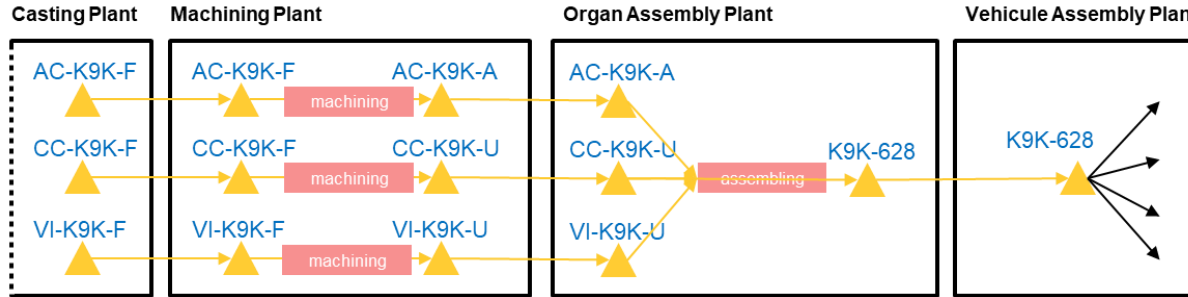 Casting Plant Machining Plant Organ Assembly Plant Vehicule Assembly Plant
AC-K9K-F AC-K9K-F AC-K9K-A AC-K9K-A
machining
CC-K9K-F CC-K9K-F CC-K9K-U CC-K9K-U K9K-628 K9K-628
machining assembling
VI-K9K-F VI-K9K-F VI-K9K-U VI-K9K-U
machining